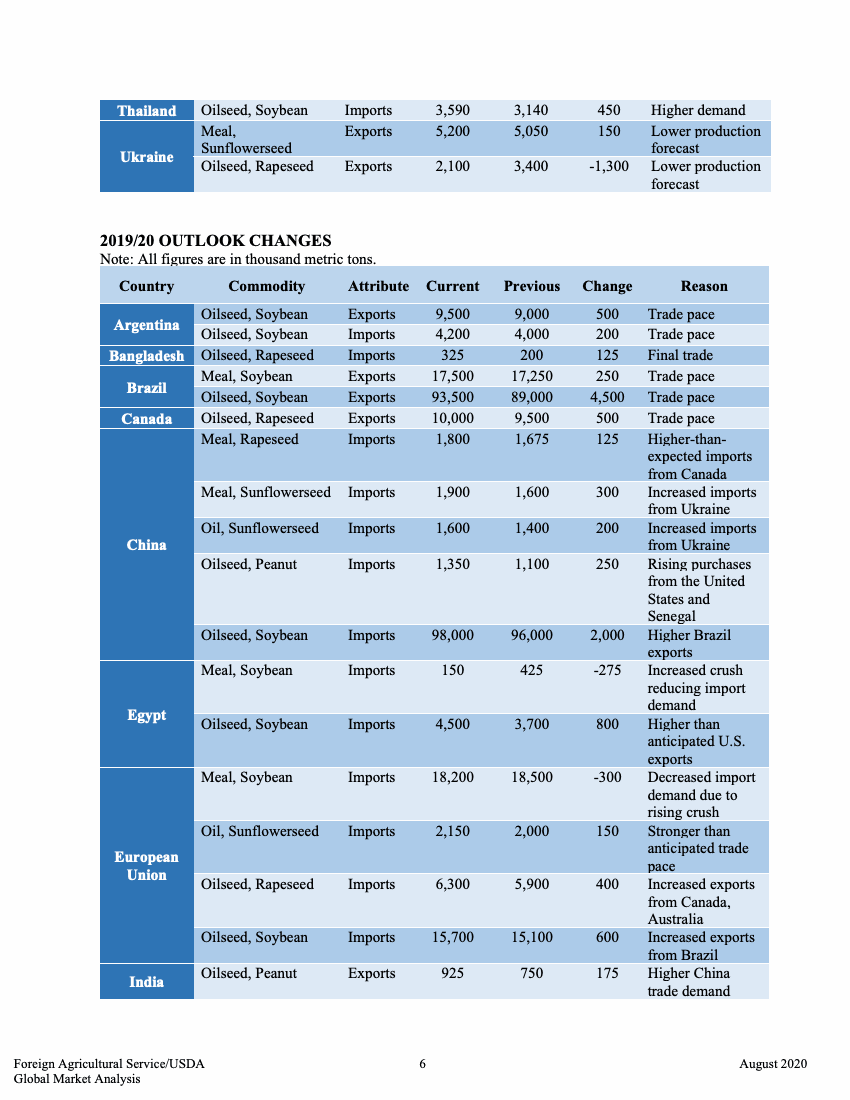 Thailand Oilseed, Soybean Imports 3,590 3,140 450 Higher demand
Ukraine
Meal, Exports 5,200 5,050 150 Lower production
Sunflowerseed forecast
Oilseed, Rapeseed Exports 2,100 3,400 -1,300 Lower production
forecast
2019/20 OUTLOOK CHANGES
Note: All figures are in thousand metric tons.
Country Commodity Attribute Current Previous Change Reason
Argentina
Oilseed, Soybean Exports 9,500 9,000 500 Trade pace
Oilseed, Soybean Imports 4,200 4,000 200 Trade pace
Bangladesh Oilseed, Rapeseed Imports 325 200 125 Final trade
Brazil
Meal, Soybean Exports 17,500 17,250 250 Trade pace
Oilseed, Soybean Exports 93,500 89,000 4,500 Trade pace
Canada Oilseed, Rapeseed Exports 10,000 9,500 500 Trade pace
China
Meal, Rapeseed Imports 1,800 1,675 125 Higher-than-
expected imports
from Canada
Meal, Sunflowerseed Imports 1,900 1,600 300 Increased imports
from Ukraine
Oil, Sunflowerseed Imports 1,600 1,400 200 Increased imports
from Ukraine
Oilseed, Peanut Imports 1,350 1,100 250 Rising purchases
from the United
States and
Senegal
Oilseed, Soybean Imports 98,000 96,000 2,000 Higher Brazil
exports
Egypt
Meal, Soybean Imports 150 425 -275 Increased crush
reducing import
demand
Oilseed, Soybean Imports 4,500 3,700 800 Higher than
anticipated U.S.
exports
European
Union
Meal, Soybean Imports 18,200 18,500 -300 Decreased import
demand due to
rising crush
Oil, Sunflowerseed Imports 2,150 2,000 150 Stronger than
anticipated trade
pace
Oilseed, Rapeseed Imports 6,300 5,900 400 Increased exports
from Canada,
Australia
Oilseed, Soybean Imports 15,700 15,100 600 Increased exports
from Brazil
India
Oilseed, Peanut Exports 925 750 175 Higher China
trade demand
Foreign Agricultural Service/USDA 6 August 2020
Global Market Analysis